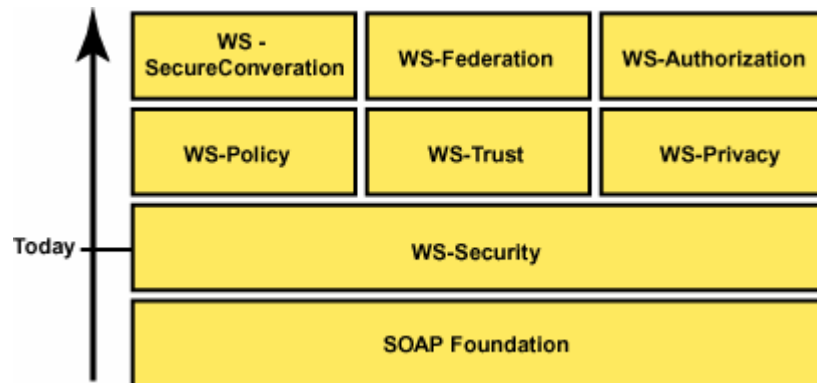 WS -
SecureConveration
WS-Federation
WS-Authorization
WS-Policy
WS-Trust
WS-Privacy
Today
WS-Security
SOAP Foundation